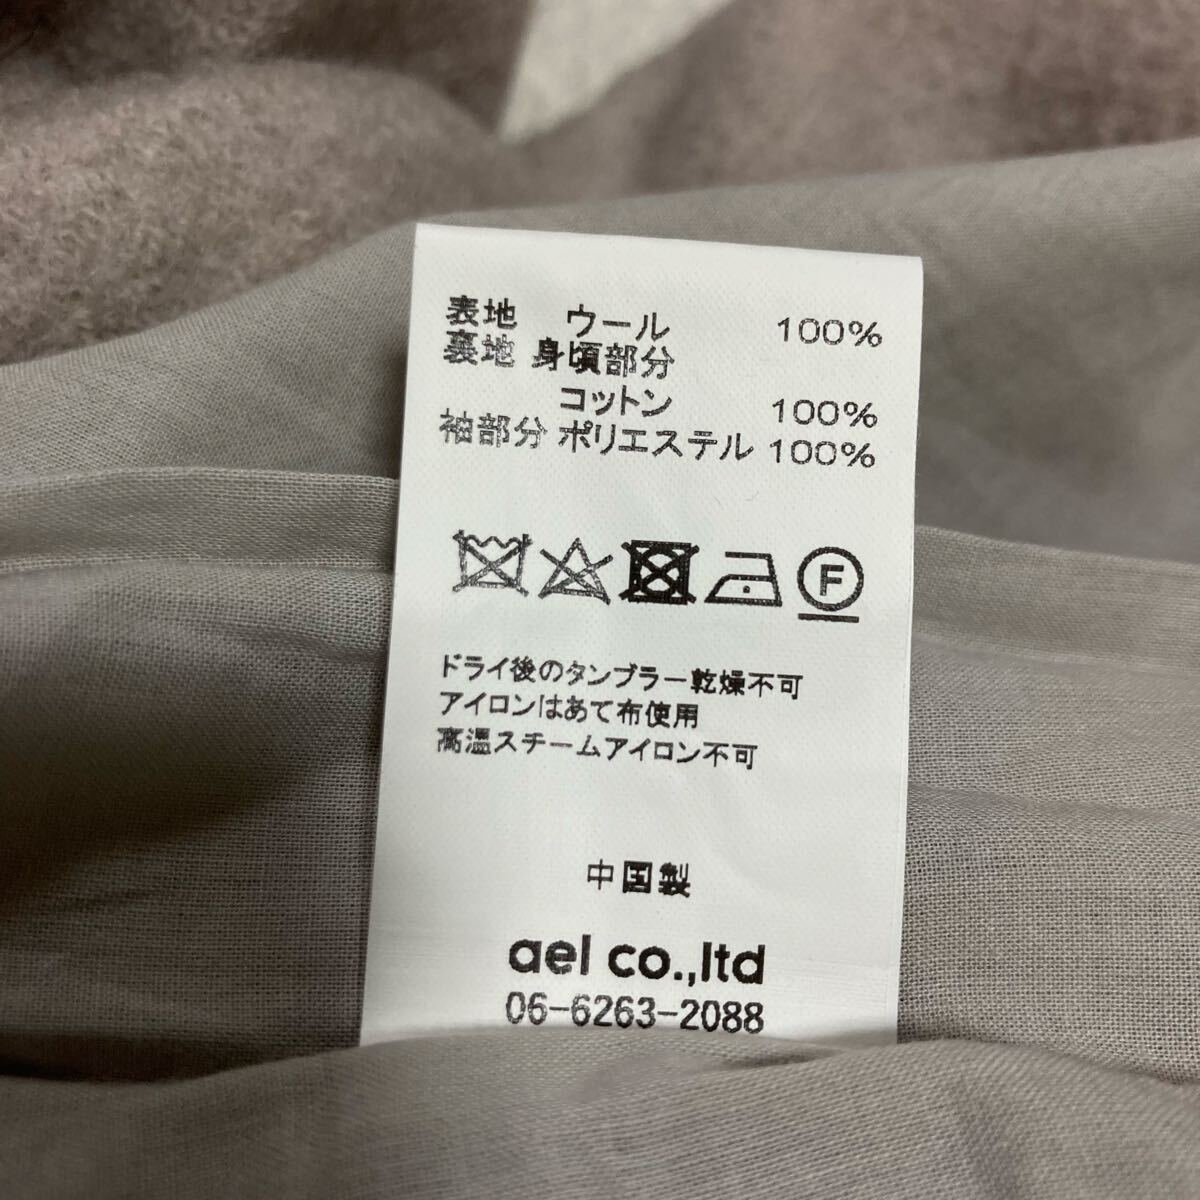 表地 ウール 100%
裏地 身頃部分
コットン 100%
袖部分 ポリエステル 100%
F
ドライ後のタンブラー乾燥不可
アイロンはあて布使用
高温スチームアイロン不可
中国製
ael co.,ltd
06-6263-2088